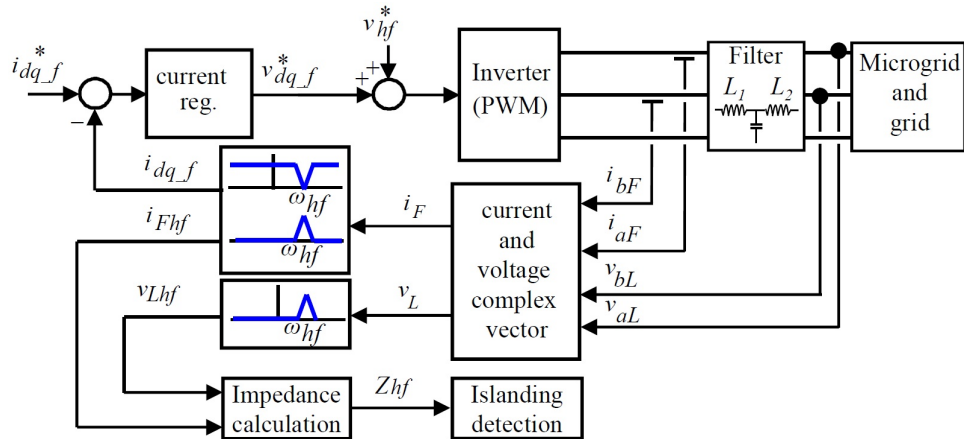 i*dq_f
current
reg.
v*dq_f
v*hf
+
+
−
Inverter
(PWM)
Filter
L1 L2
Microgrid
and
grid
idq_f
ωhf
iFhf
ωhf
iF
current
and
voltage
complex
vector
ibF
iaF
vbL
vaL
vLhf
ωhf
vL
Impedance
calculation
Zhf
Islanding
detection